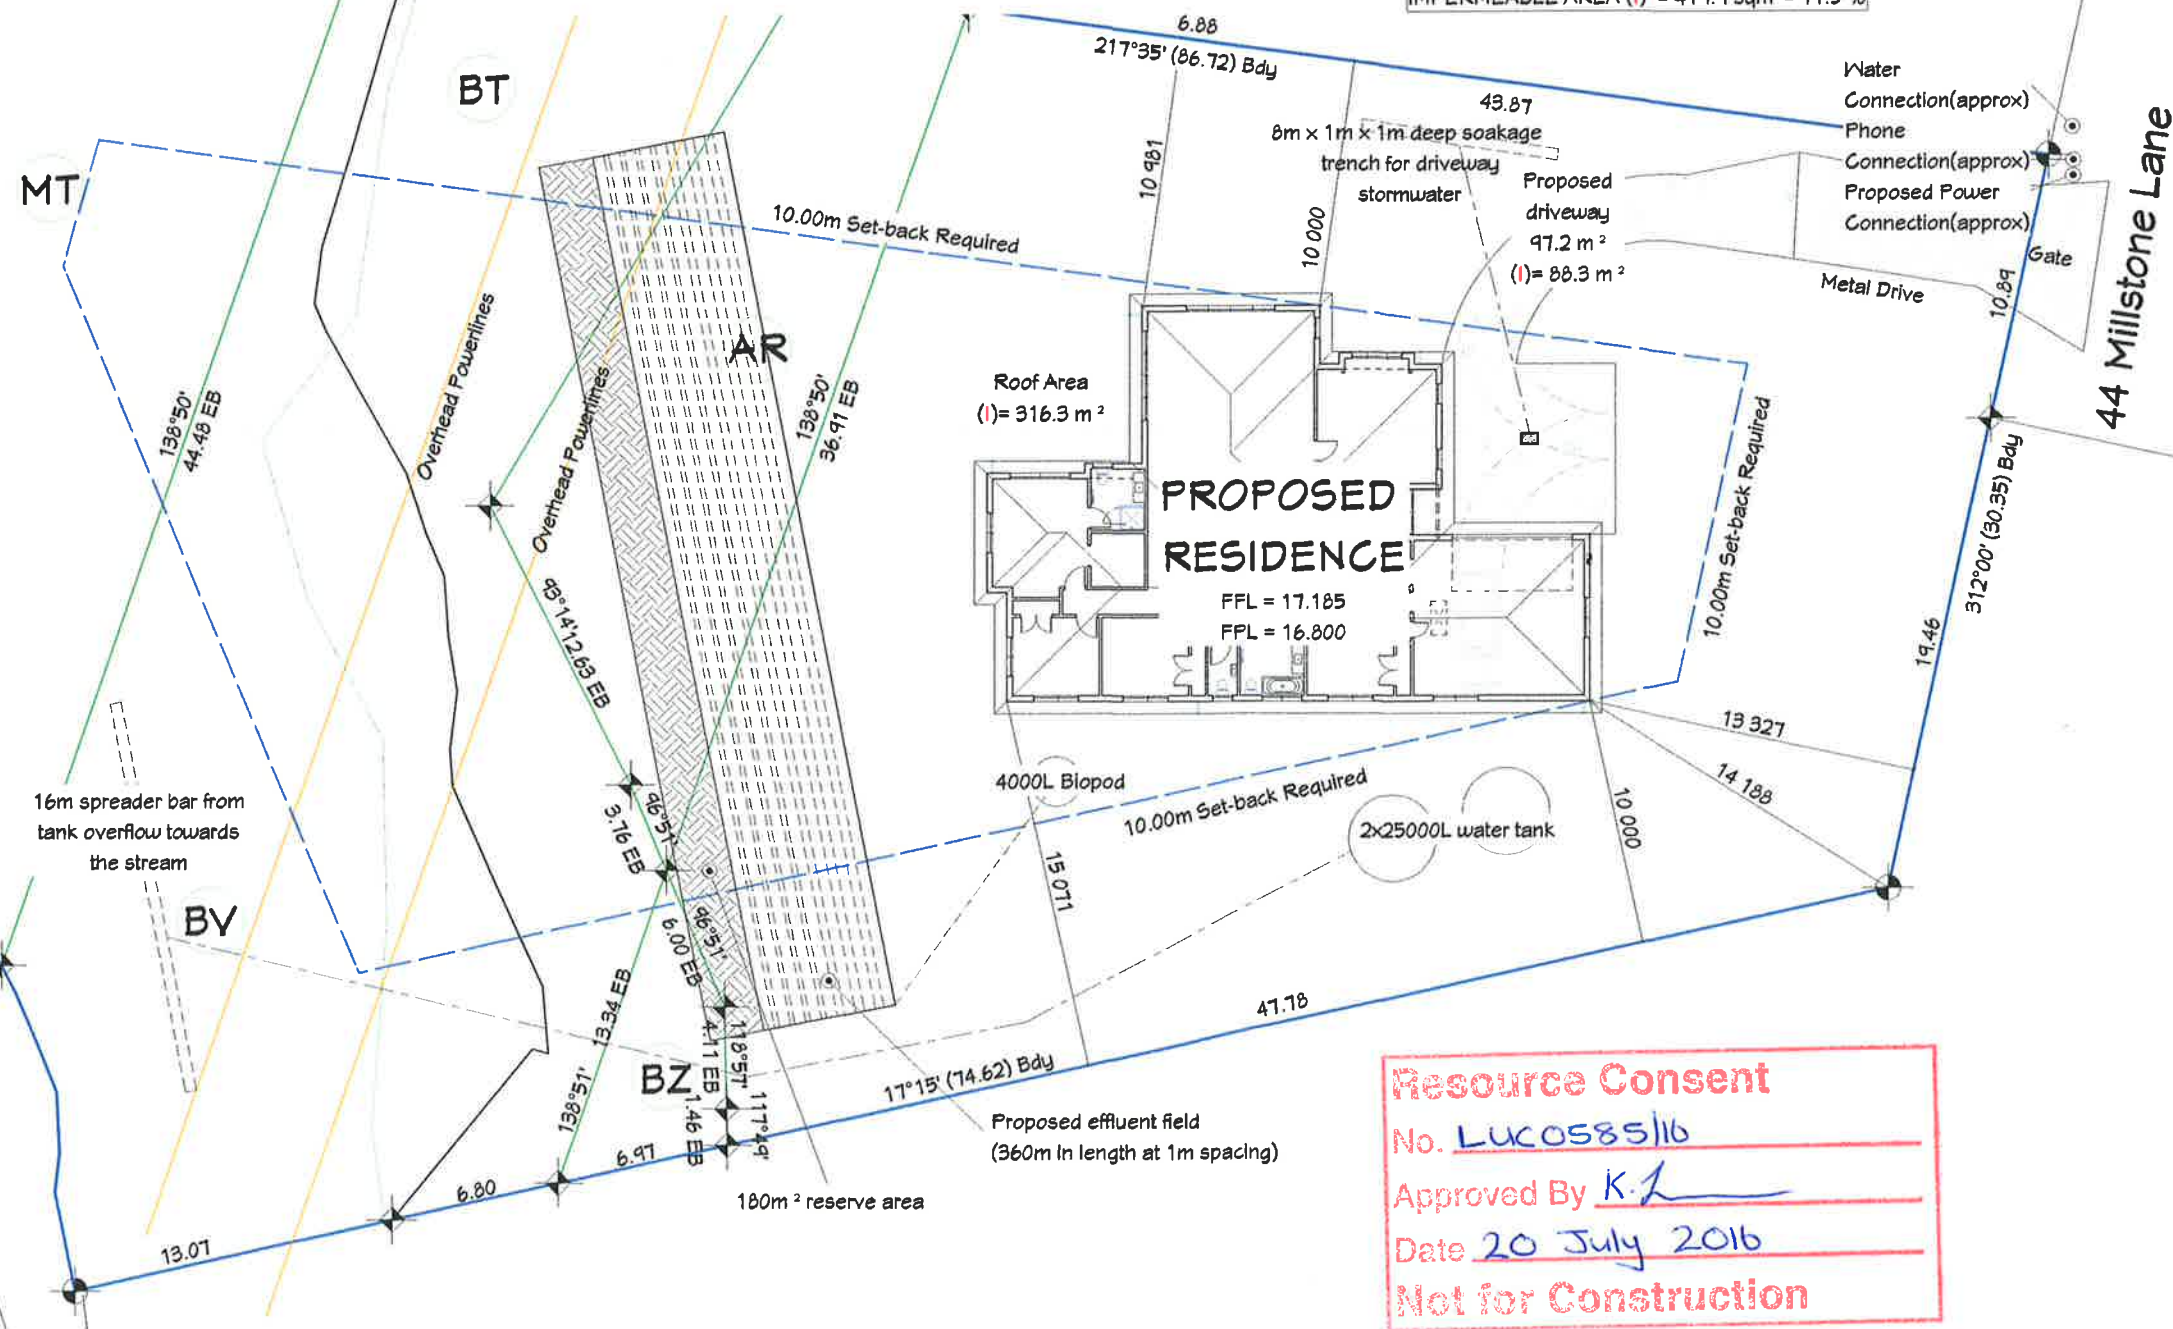 6.88
217°35' (86.72) Bdy
43.87
Water
Connection(approx)
Phone
Connection(approx)
Proposed Power
Connection(approx)
Gate
44 Millstone Lane
BT
MT
8m x 1m x 1m deep soakage
trench for driveway
stormwater
Proposed
driveway
97.2 m²
(I)= 88.3 m²
Metal Drive
10.89
10 981
10 000
10.00m Set-back Required
AR
Overhead Powerlines
Overhead Powerlines
138°50'
44.48 EB
138°50'
36.97 EB
Roof Area
(I)= 316.3 m²
PROPOSED
RESIDENCE
FFL = 17.185
FPL = 16.800
10.00m Set-back Required
312°00' (30.35) Bdy
19.46
93°14'12.63 EB
96°51'
3.76 EB
96°51'
6.00 EB
13 327
14 188
10 000
4000L Biopod
10.00m Set-back Required
2x25000L water tank
15 071
16m spreader bar from
tank overflow towards
the stream
BV
13.34 EB
138°51'
BZ
118°57'
4.11 EB
117°49'
1.46 EB
17°15' (74.62) Bdy
47.78
Proposed effluent field
(360m in length at 1m spacing)
180m² reserve area
6.97
6.80
13.07
Resource Consent
No. LUC0585/16
Approved By K.
Date 20 July 2016
Not for Construction